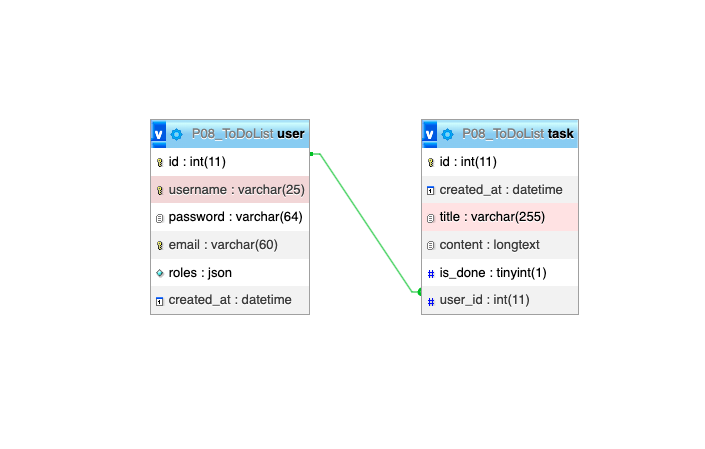 v P08_ToDoList user
id : int(11)
username : varchar(25)
password : varchar(64)
email : varchar(60)
roles : json
created_at : datetime
v P08_ToDoList task
id : int(11)
created_at : datetime
title : varchar(255)
content : longtext
# is_done : tinyint(1)
# user_id : int(11)